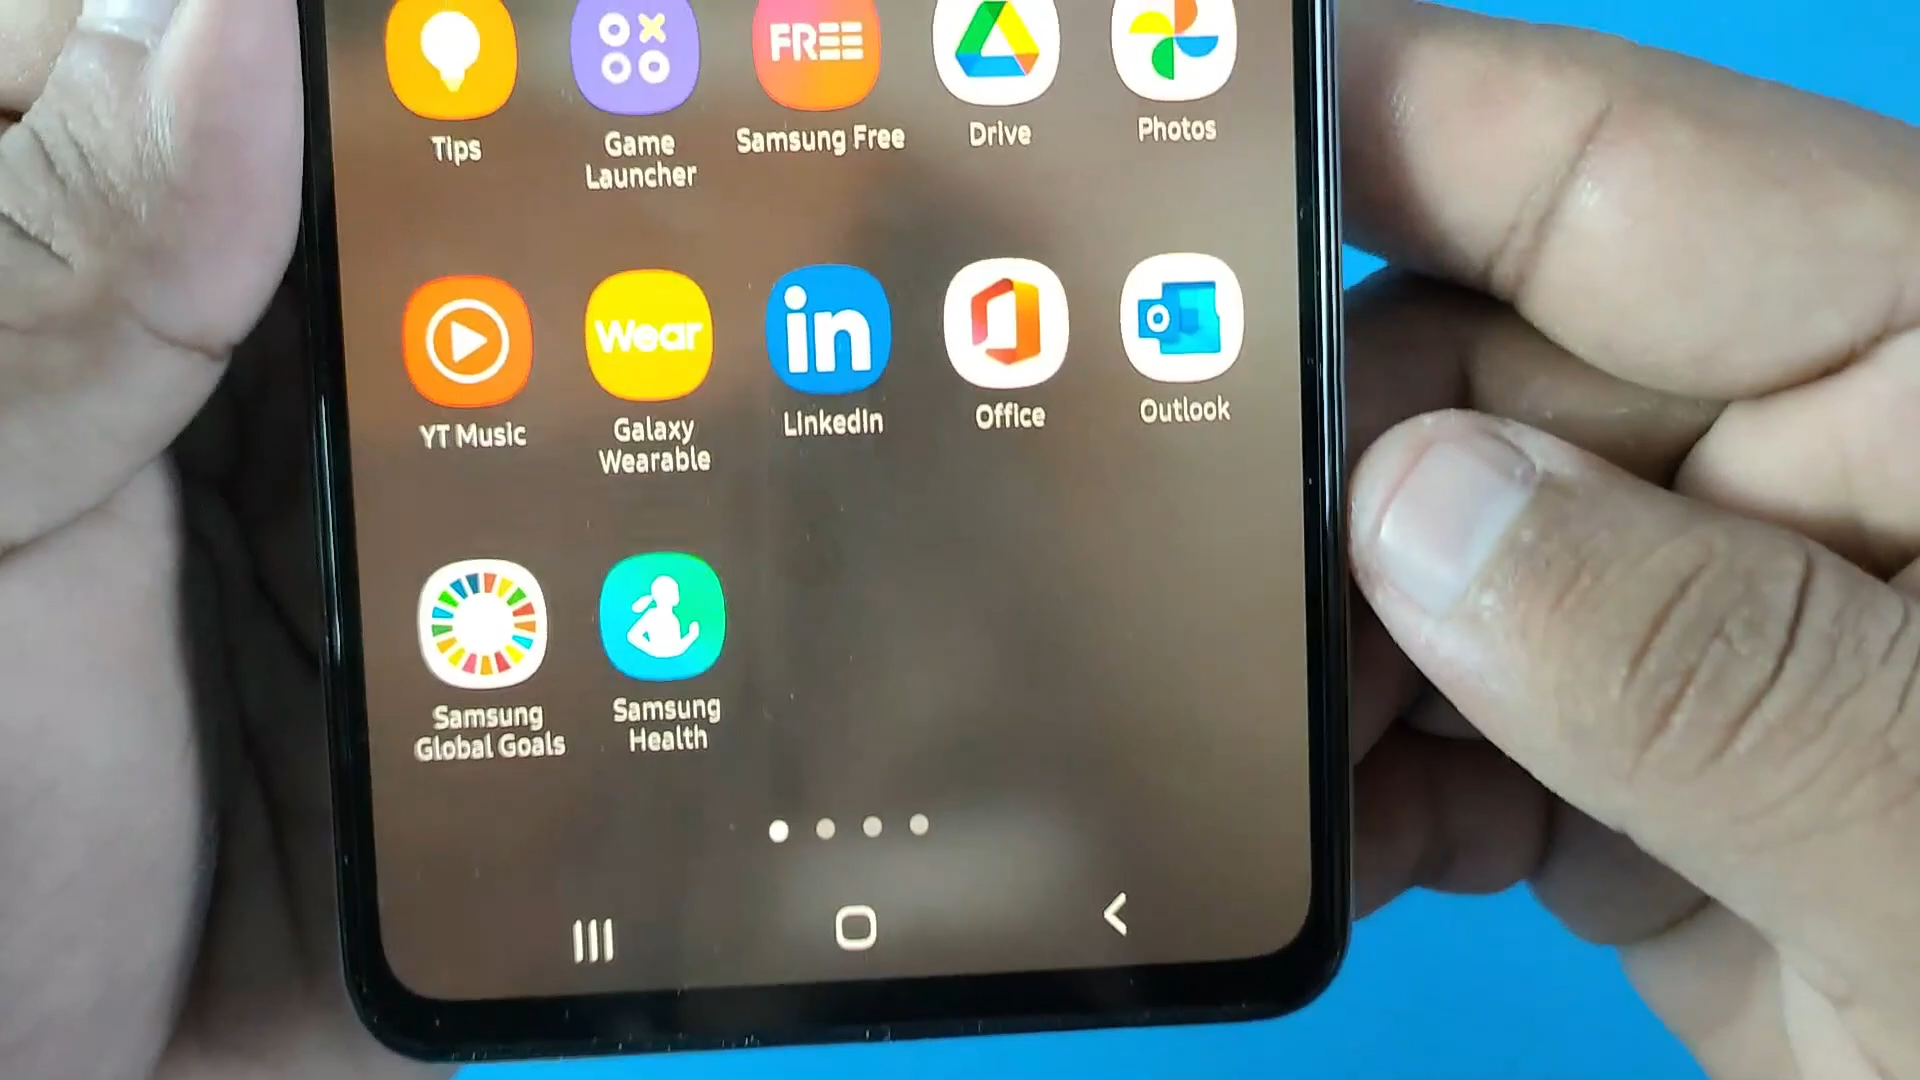 FREE
Tips
Game
Launcher
Samsung Free
Drive
Photos
Wear
in
YT Music
Galaxy
Wearable
LinkedIn
Office
Outlook
Samsung
Global Goals
Samsung
Health